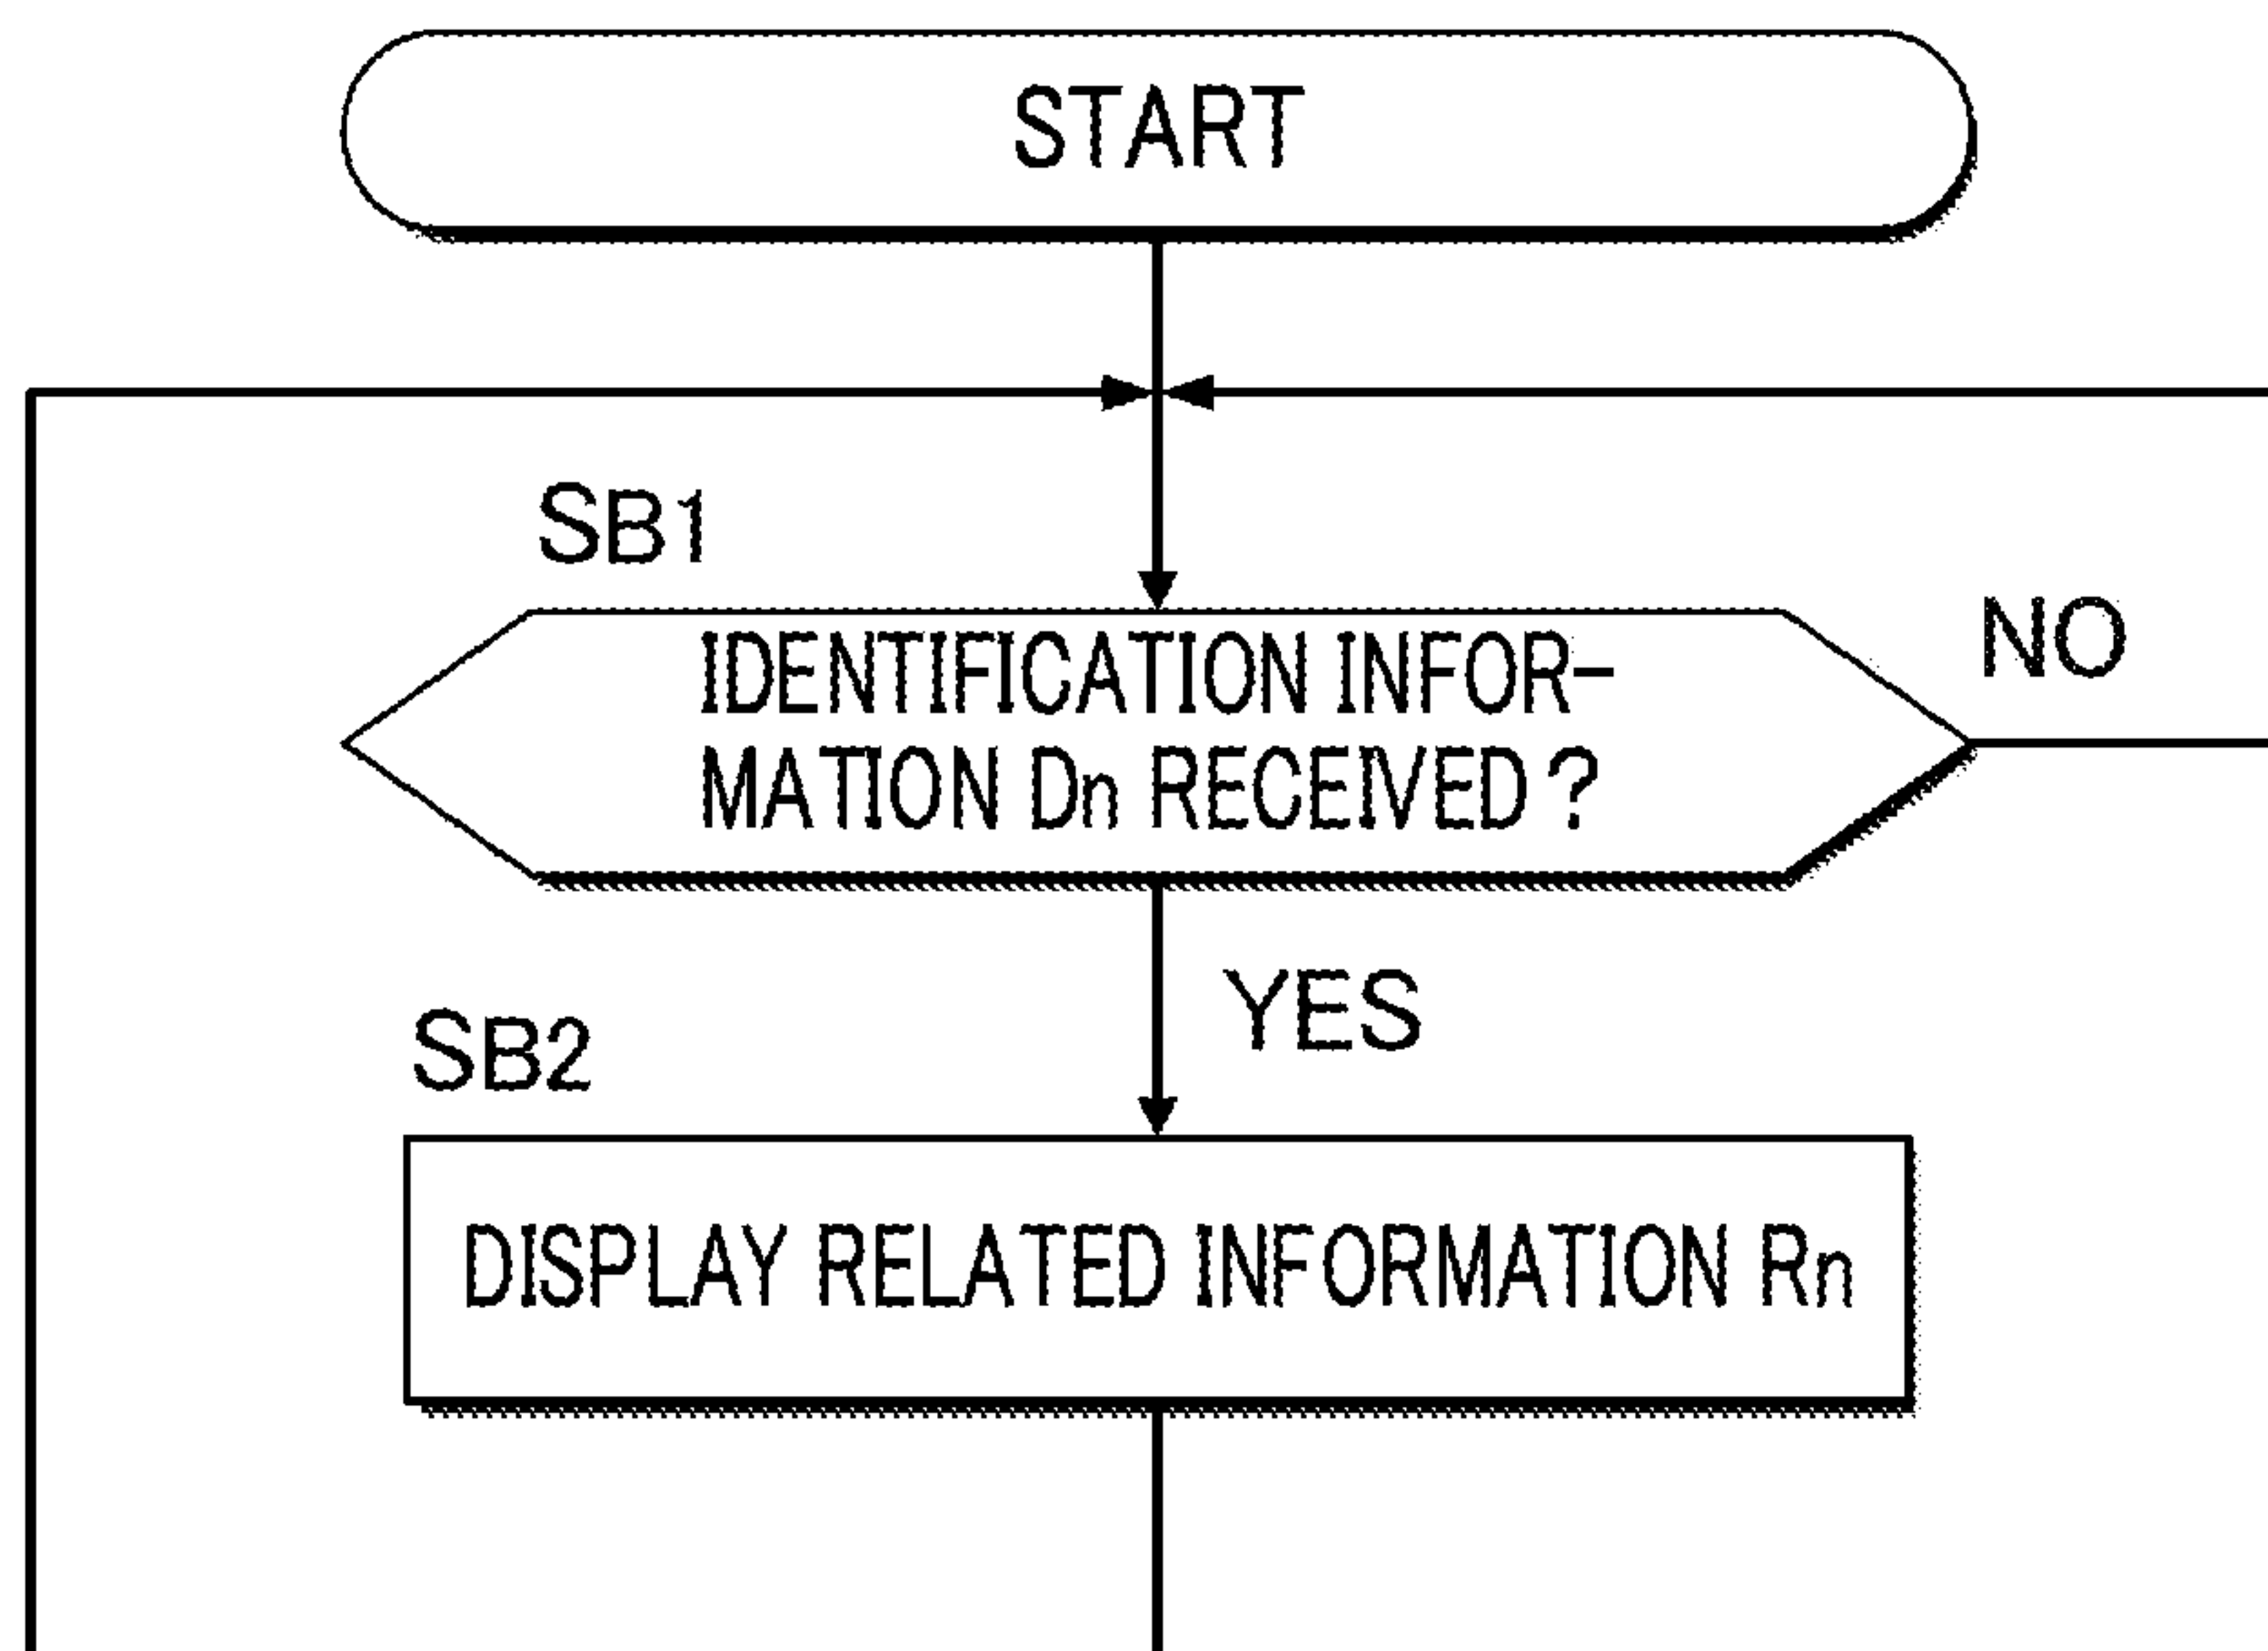 START
SB1
IDENTIFICATION INFOR-
MATION Dn RECEIVED?
NO
YES
SB2
DISPLAY RELATED INFORMATION Rn